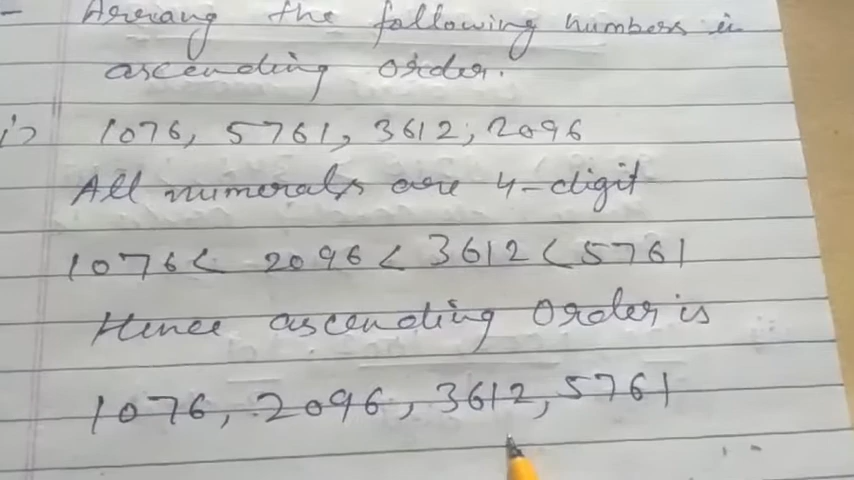 - Arrang the following numbers in
ascending order.
i> 1076, 5761, 3612, 2096
All numerals are 4-digit
1076 < 2096 < 3612 < 5761
Hence ascending order is
1076, 2096, 3612, 5761